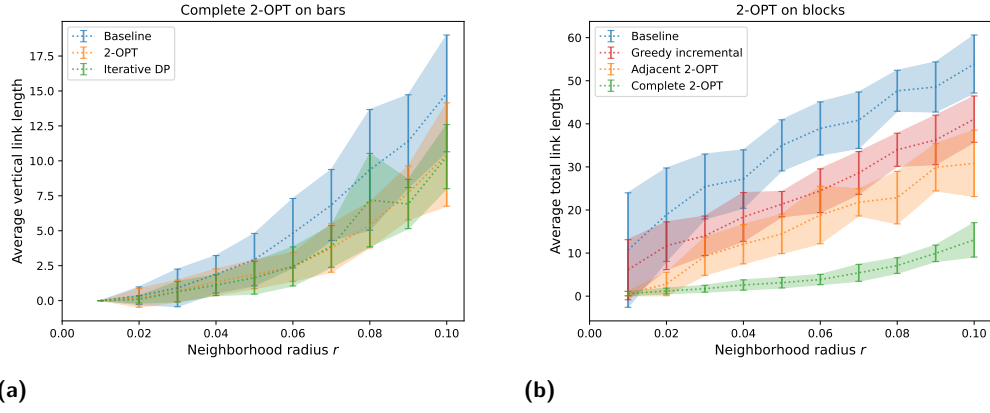 Complete 2-OPT on bars
Baseline
2-OPT
Iterative DP
Average vertical link length
17.5
15.0
12.5
10.0
7.5
5.0
2.5
0.0
0.00 0.02 0.04 0.06 0.08 0.10
Neighborhood radius r
(a)
2-OPT on blocks
Baseline
Greedy incremental
Adjacent 2-OPT
Complete 2-OPT
Average total link length
60
50
40
30
20
10
0
0.00 0.02 0.04 0.06 0.08 0.10
Neighborhood radius r
(b)